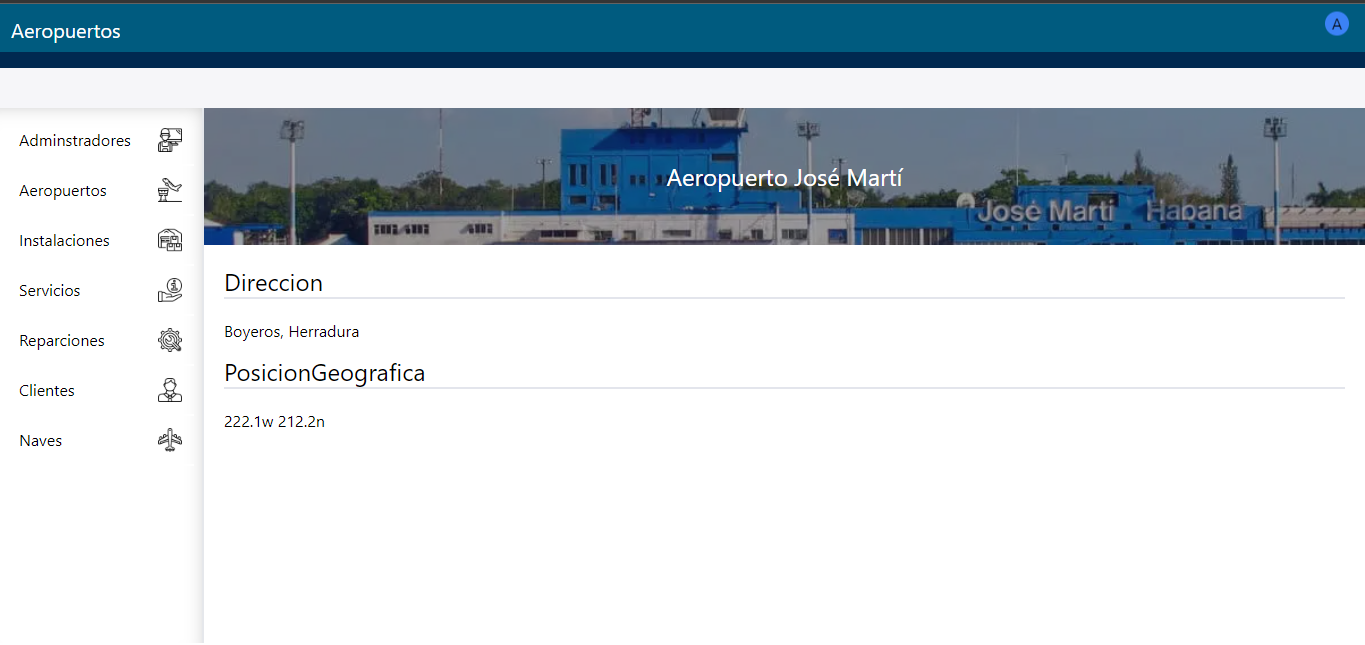 Aeropuertos
A
Adminstradores
Aeropuertos
Instalaciones
Servicios
Reparciones
Clientes
Naves
Aeropuerto José Martí
José Martí Habana
Direccion
Boyeros, Herradura
PosicionGeografica
222.1w 212.2n